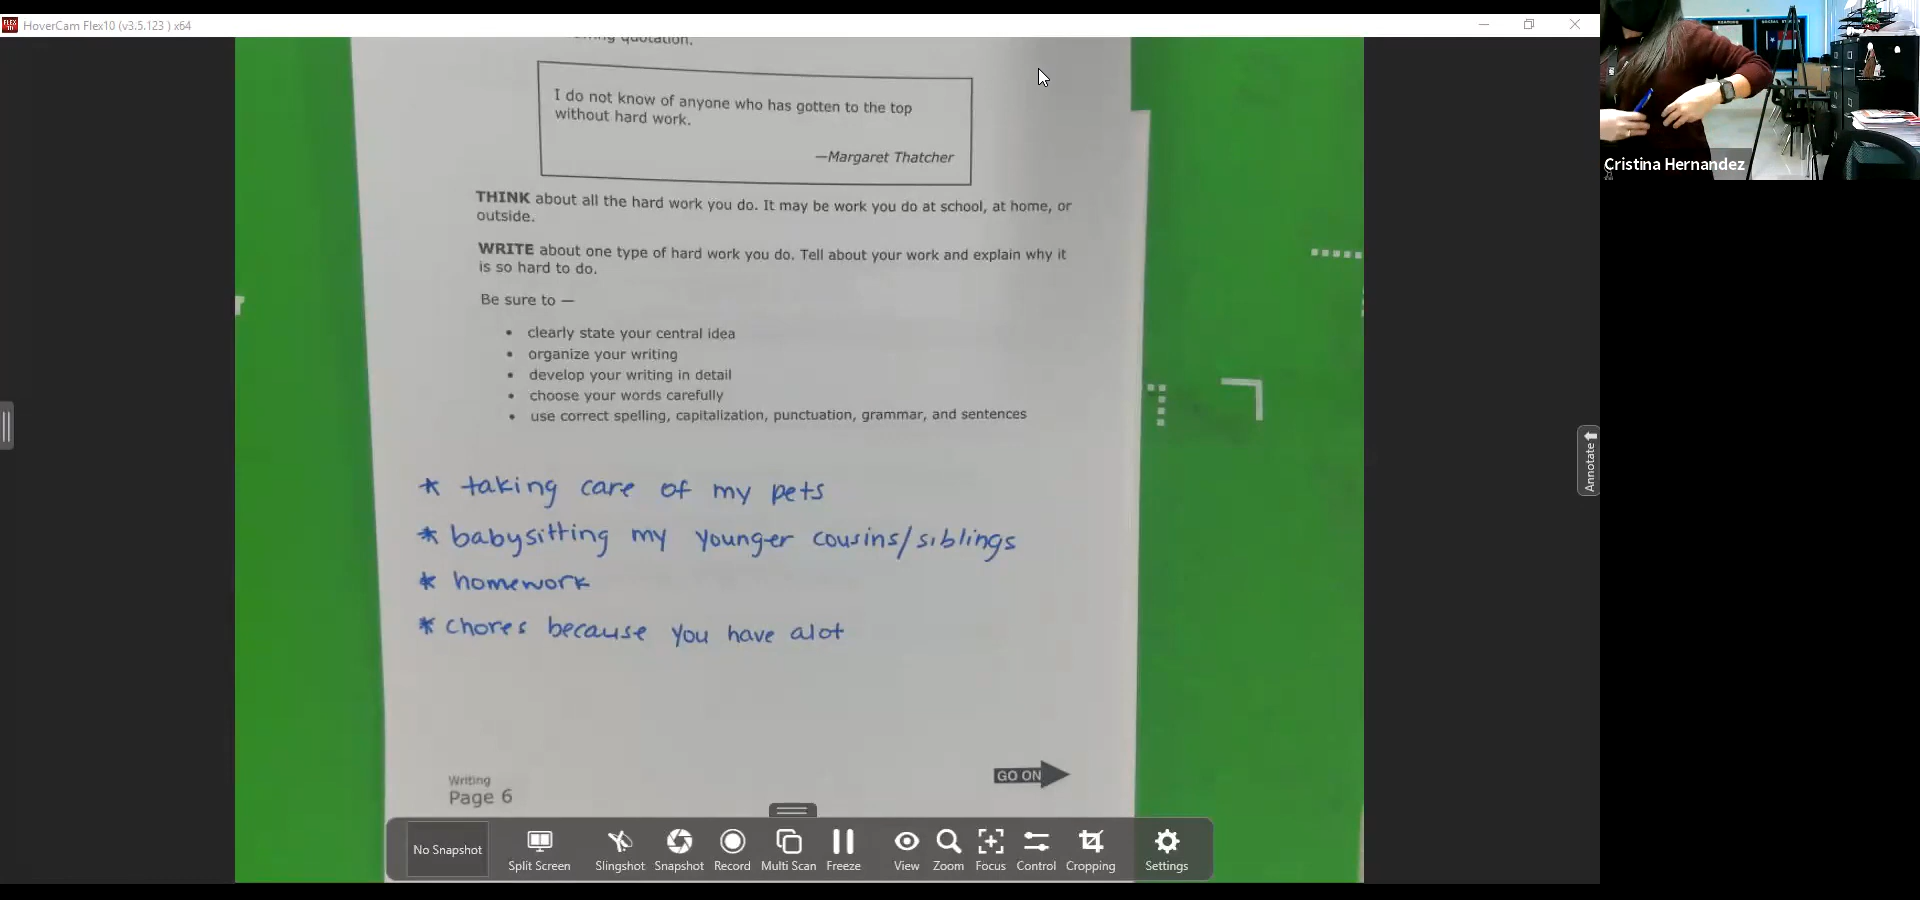 HoverCam Flex10 (v3.5.123 ) x64
quotation.
I do not know of anyone who has gotten to the top
without hard work.
—Margaret Thatcher
THINK about all the hard work you do. It may be work you do at school, at home, or
outside.
WRITE about one type of hard work you do. Tell about your work and explain why it
is so hard to do.
Be sure to —
• clearly state your central idea
• organize your writing
• develop your writing in detail
• choose your words carefully
• use correct spelling, capitalization, punctuation, grammar, and sentences
* taking care of my pets
* babysitting my younger cousins/siblings
* homework
* chores because you have alot
GO ON
Writing
Page 6
No Snapshot
Split Screen
Slingshot
Snapshot
Record
Multi Scan
Freeze
View
Zoom
Focus
Control
Cropping
Settings
Annotate
Cristina Hernandez